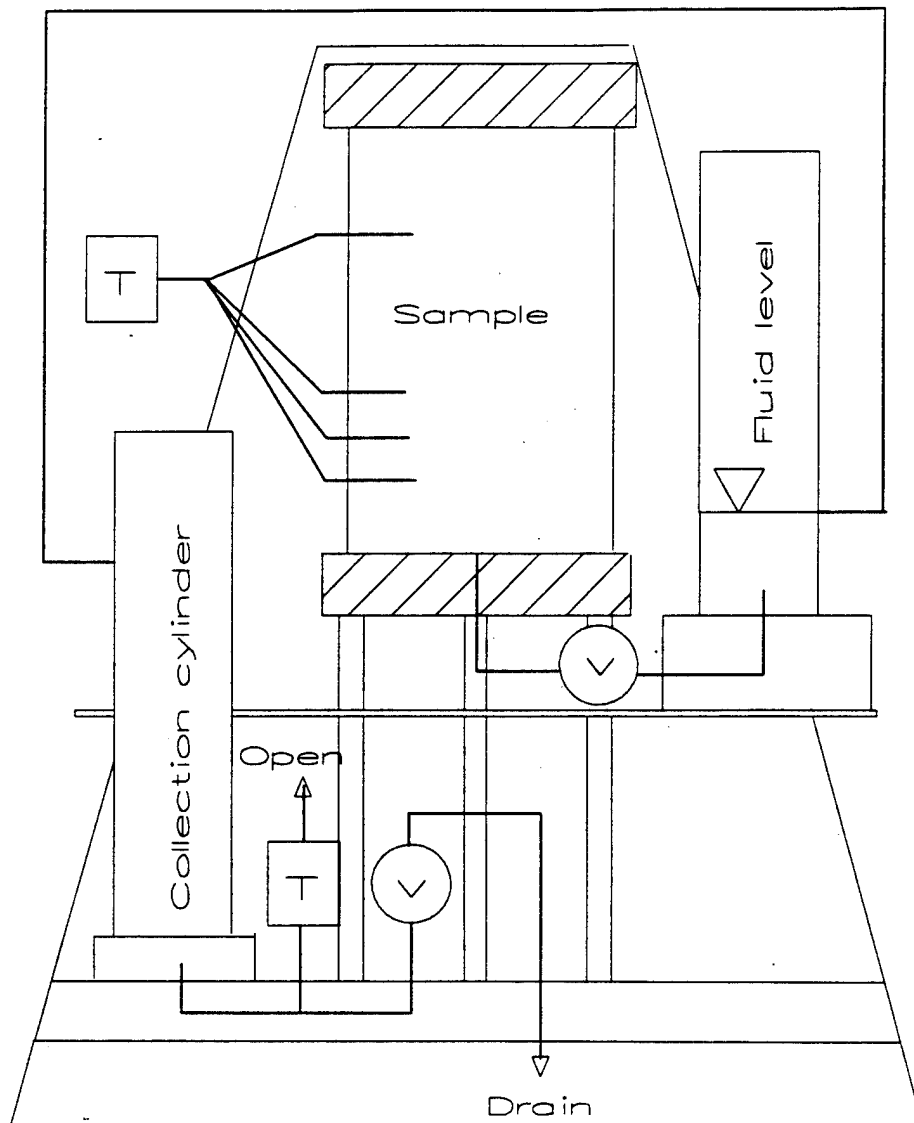 T
Sample
Fluid level
Collection cylinder
V
Open
T
V
Drain